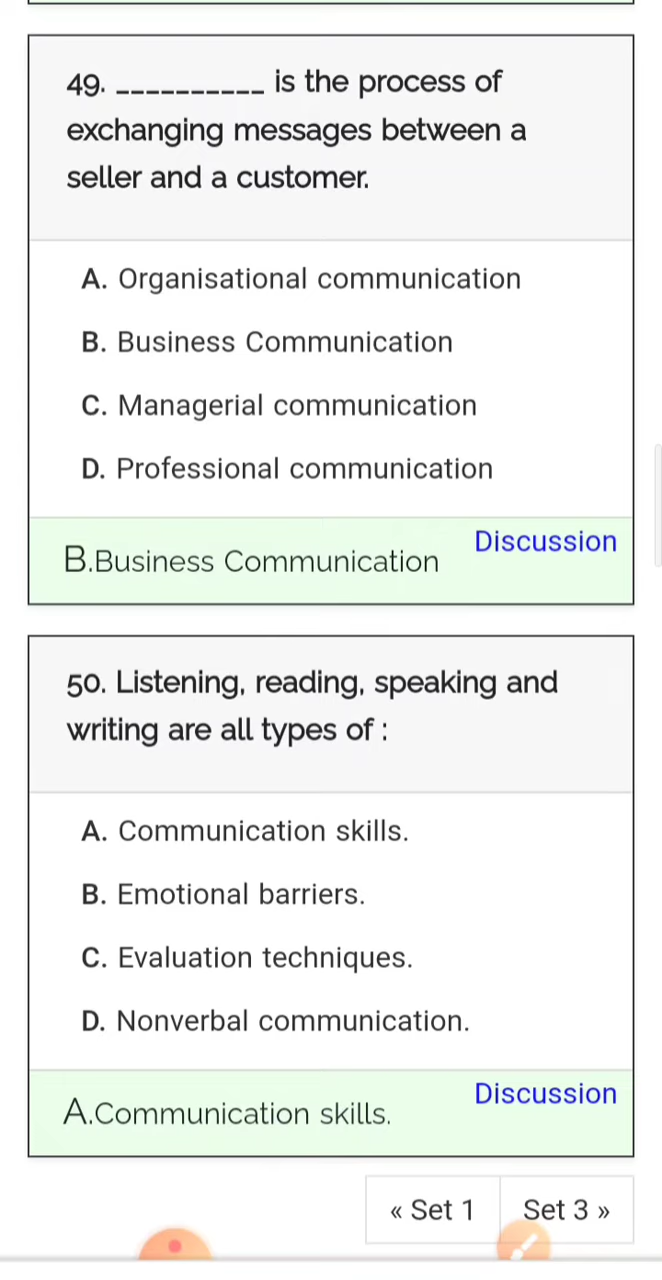 49. __________ is the process of
exchanging messages between a
seller and a customer.
A. Organisational communication
B. Business Communication
C. Managerial communication
D. Professional communication
Discussion
B.Business Communication
50. Listening, reading, speaking and
writing are all types of :
A. Communication skills.
B. Emotional barriers.
C. Evaluation techniques.
D. Nonverbal communication.
Discussion
A.Communication skills.
« Set 1 Set 3 »